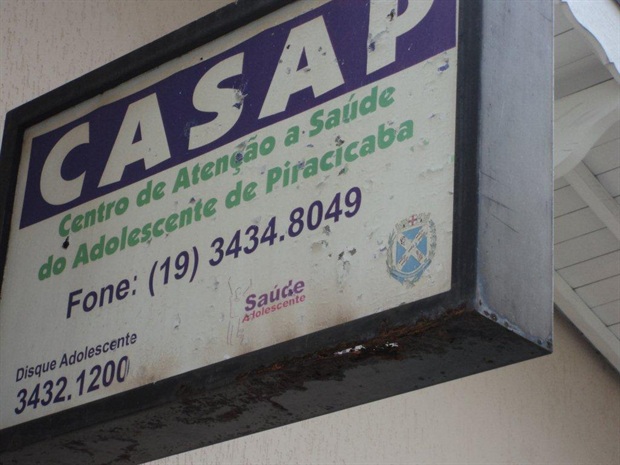 CASAP
Centro de Atenção a Saúde
do Adolescente de Piracicaba
Fone: (19) 3434.8049
Saúde
Adolescente
Disque Adolescente
3432.1200